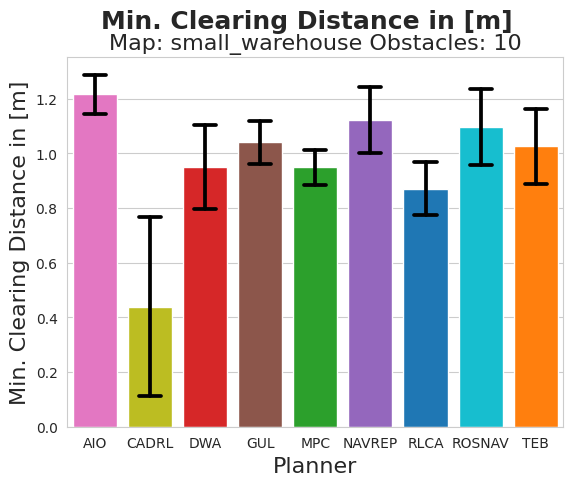 Min. Clearing Distance in [m]
Map: small_warehouse Obstacles: 10
Min. Clearing Distance in [m]
1.2
1.0
0.8
0.6
0.4
0.2
0.0
AIO CADRL DWA GUL MPC NAVREP RLCA ROSNAV TEB
Planner